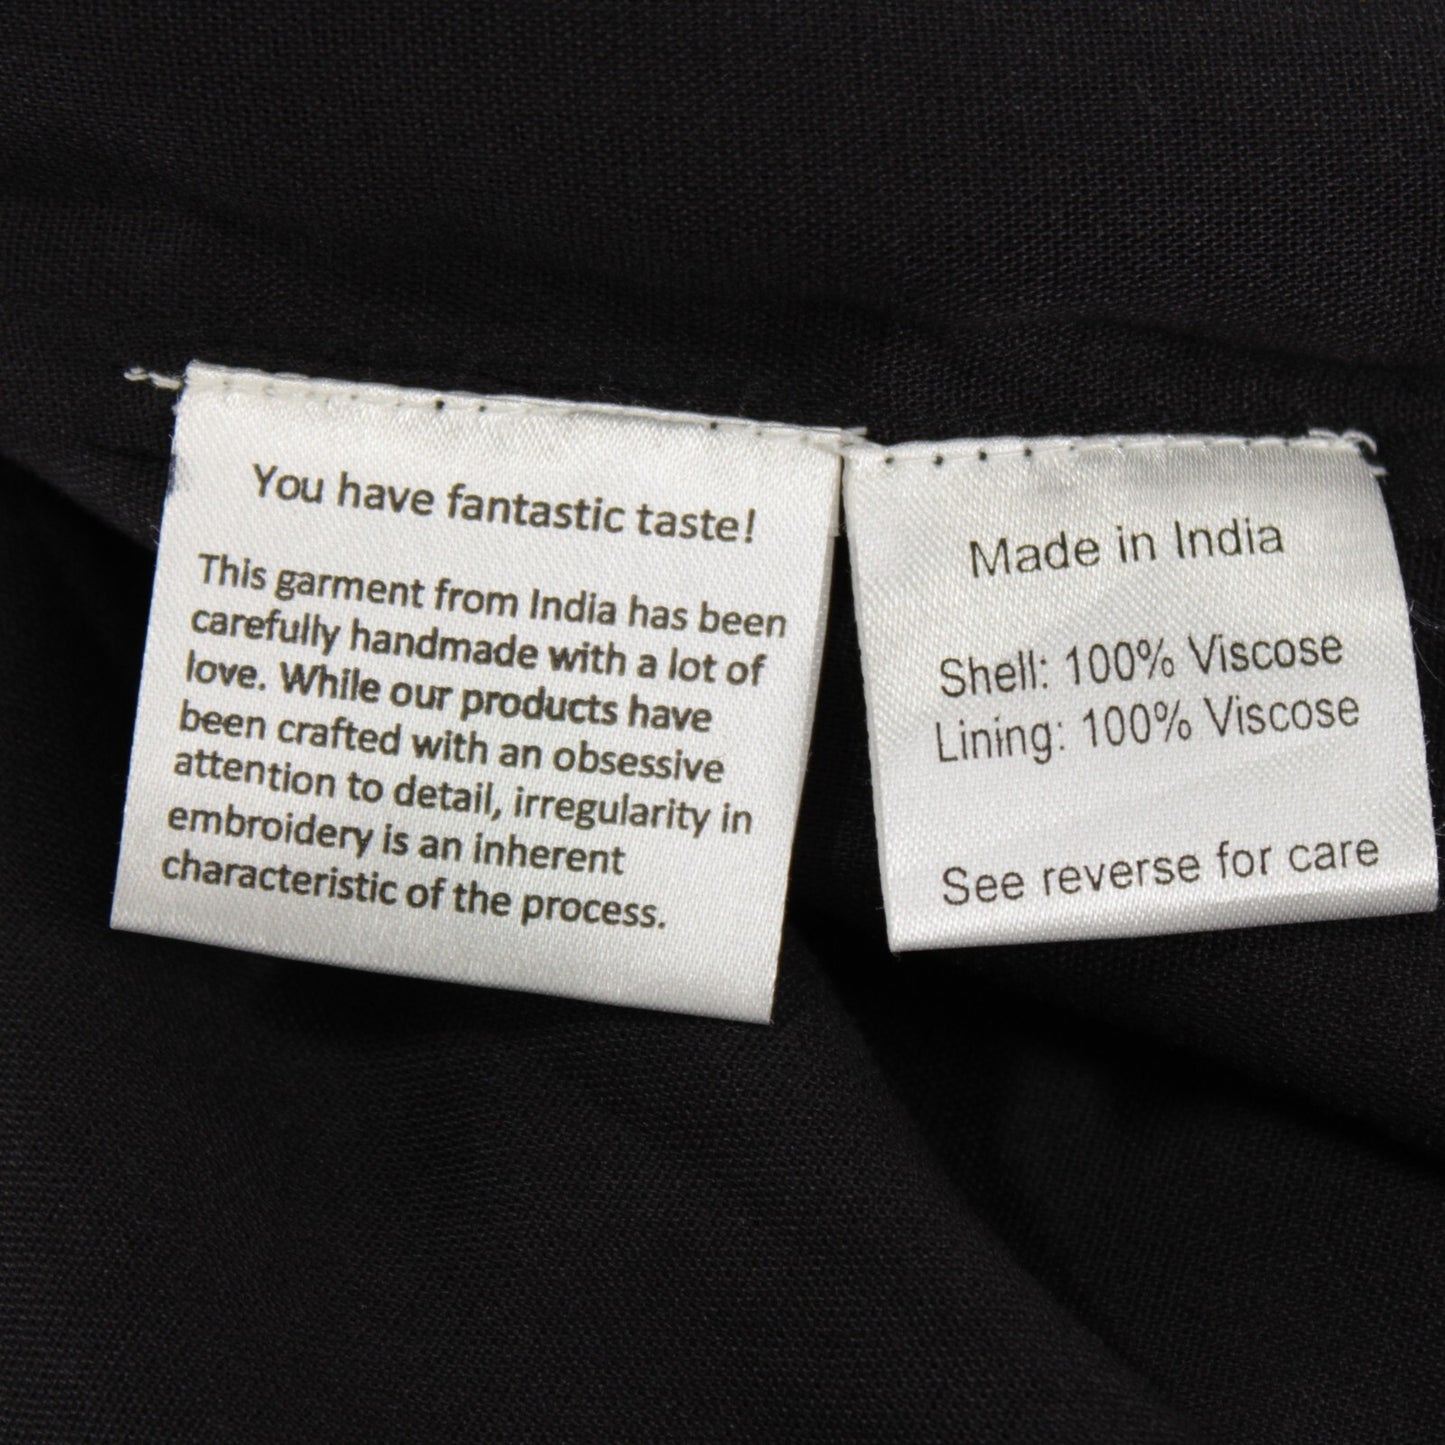 You have fantastic taste!
This garment from India has been
carefully handmade with a lot of
love. While our products have
been crafted with an obsessive
attention to detail, irregularity in
embroidery is an inherent
characteristic of the process.
Made in India
Shell: 100% Viscose
Lining: 100% Viscose
See reverse for care